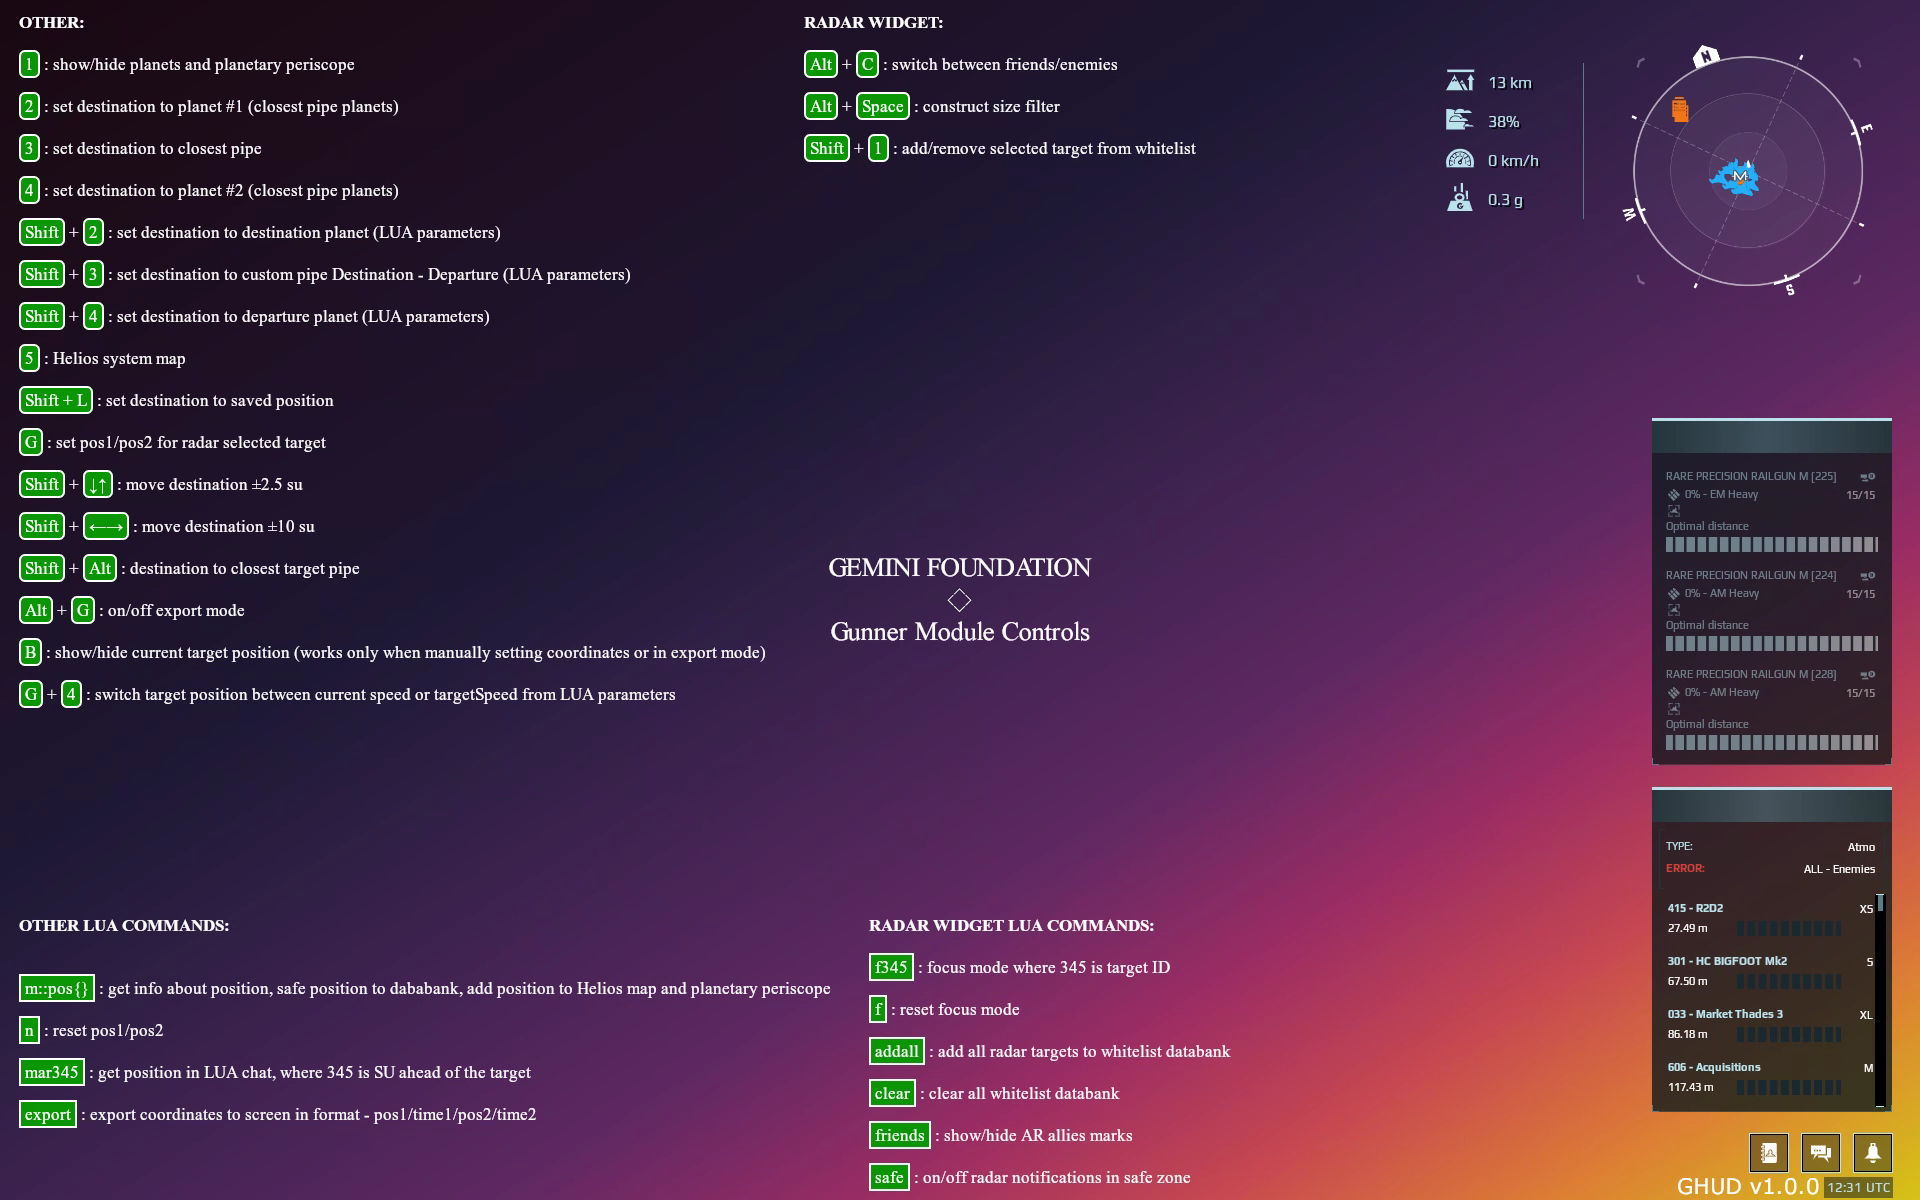 OTHER:
1 : show/hide planets and planetary periscope
2 : set destination to planet #1 (closest pipe planets)
3 : set destination to closest pipe
4 : set destination to planet #2 (closest pipe planets)
Shift + 2 : set destination to destination planet (LUA parameters)
Shift + 3 : set destination to custom pipe Destination - Departure (LUA parameters)
Shift + 4 : set destination to departure planet (LUA parameters)
5 : Helios system map
Shift + L : set destination to saved position
G : set pos1/pos2 for radar selected target
Shift + ↓↑ : move destination ±2.5 su
Shift + ←→ : move destination ±10 su
Shift + Alt : destination to closest target pipe
Alt + G : on/off export mode
B : show/hide current target position (works only when manually setting coordinates or in export mode)
G + 4 : switch target position between current speed or targetSpeed from LUA parameters
RADAR WIDGET:
Alt + C : switch between friends/enemies
Alt + Space : construct size filter
Shift + 1 : add/remove selected target from whitelist
13 km
38%
0 km/h
G 0.3 g
N
E
M
W
S
GEMINI FOUNDATION
Gunner Module Controls
RARE PRECISION RAILGUN M [225]
0% - EM Heavy 15/15
Optimal distance
RARE PRECISION RAILGUN M [224]
0% - AM Heavy 15/15
Optimal distance
RARE PRECISION RAILGUN M [228]
0% - AM Heavy 15/15
Optimal distance
TYPE: Atmo
ERROR: ALL - Enemies
415 - R2D2 XS
27.49 m
301 - HC BIGFOOT Mk2 S
67.50 m
033 - Market Thades 3 XL
86.18 m
606 - Acquisitions M
117.43 m
OTHER LUA COMMANDS:
m::pos{} : get info about position, safe position to dababank, add position to Helios map and planetary periscope
n : reset pos1/pos2
mar345 : get position in LUA chat, where 345 is SU ahead of the target
export : export coordinates to screen in format - pos1/time1/pos2/time2
RADAR WIDGET LUA COMMANDS:
f345 : focus mode where 345 is target ID
f : reset focus mode
addall : add all radar targets to whitelist databank
clear : clear all whitelist databank
friends : show/hide AR allies marks
safe : on/off radar notifications in safe zone
GHUD v1.0.0 12:31 UTC